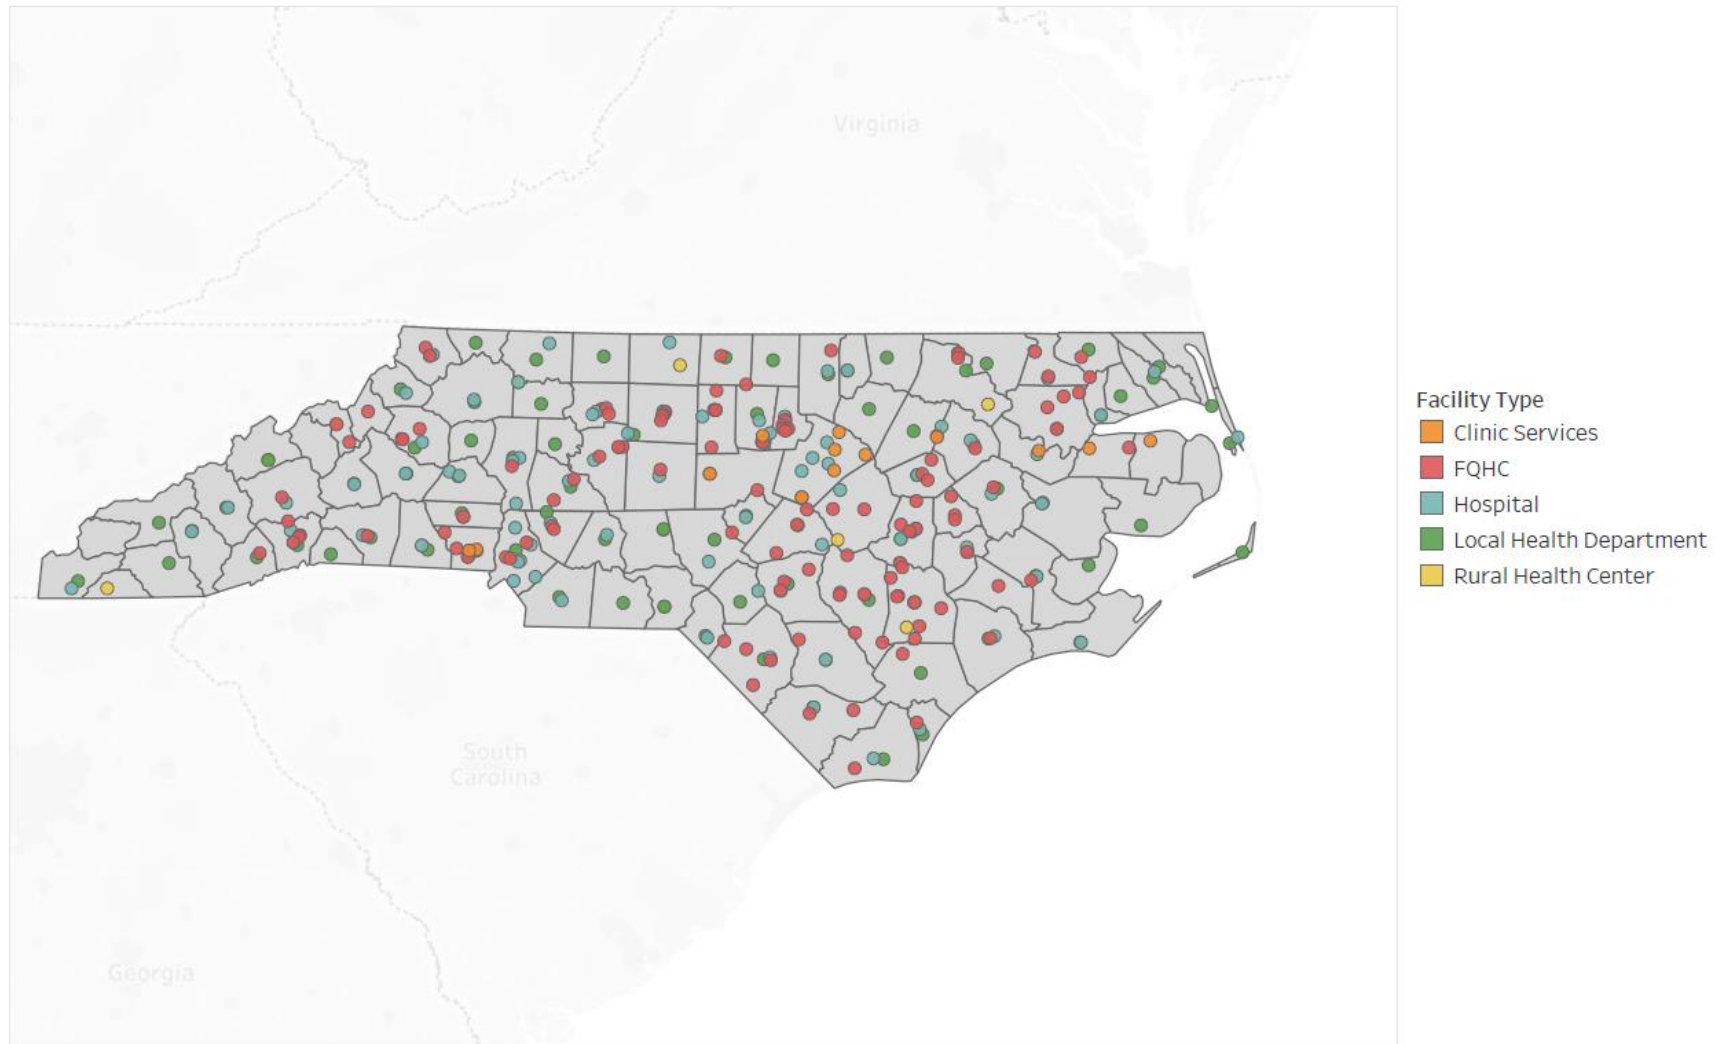 Virginia
Facility Type
Clinic Services
FQHC
Hospital
Local Health Department
Rural Health Center
South
Carolina
Georgia